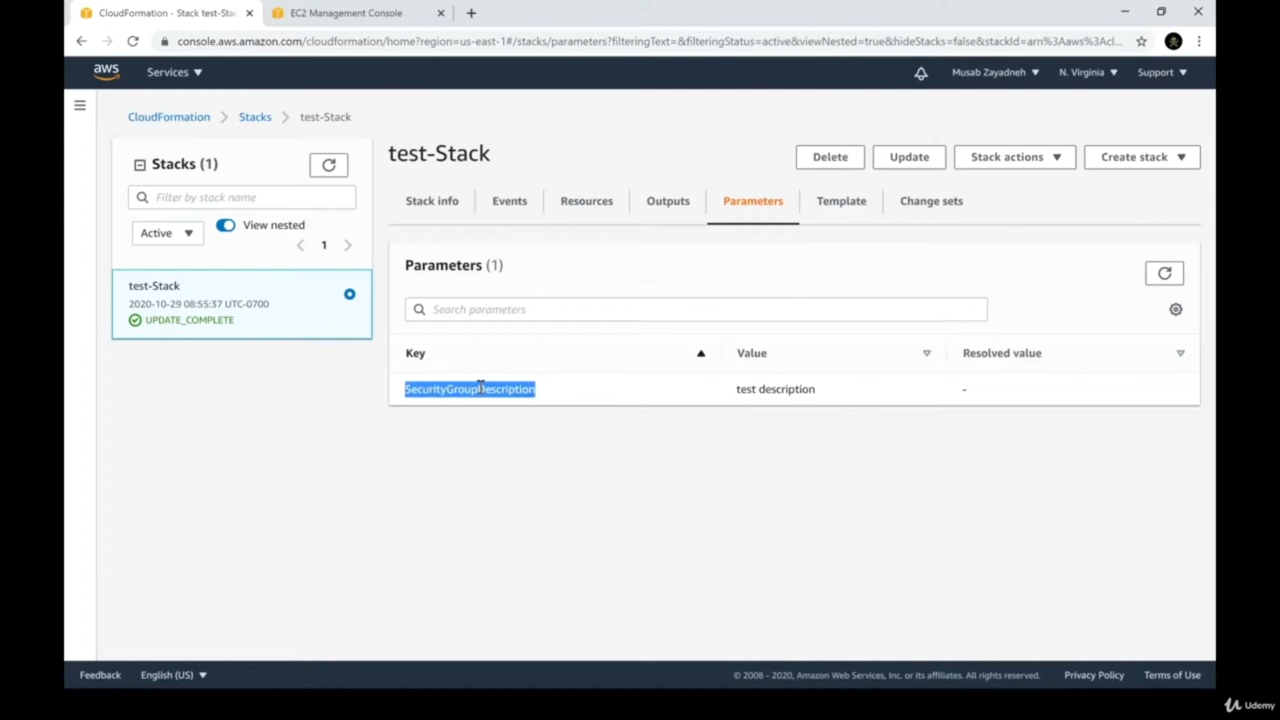 CloudFormation - Stack test-Stac
EC2 Management Console
console.aws.amazon.com/cloudformation/home?region=us-east-1#/stacks/parameters?filteringText=&filteringStatus=active&viewNested=true&hideStacks=false&stackId=arn%3Aaws%3Acl...
aws
Services
Musab Zayadneh
N. Virginia
Support
CloudFormation
Stacks
test-Stack
Stacks (1)
Filter by stack name
Active
View nested
1
test-Stack
2020-10-29 08:55:37 UTC-0700
UPDATE_COMPLETE
test-Stack
Delete
Update
Stack actions
Create stack
Stack info
Events
Resources
Outputs
Parameters
Template
Change sets
Parameters (1)
Search parameters
Key
Value
Resolved value
SecurityGroupDescription
test description
-
Feedback
English (US)
© 2008 - 2020, Amazon Web Services, Inc. or its affiliates. All rights reserved.
Privacy Policy
Terms of Use
Udemy